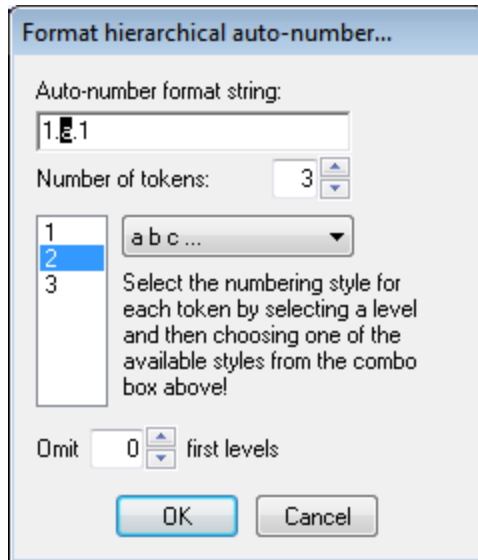 Format hierarchical auto-number...
Auto-number format string:
1.a.1
Number of tokens: 3
1
2
3
a b c ...
Select the numbering style for
each token by selecting a level
and then choosing one of the
available styles from the combo
box above!
Omit 0 first levels
OK Cancel